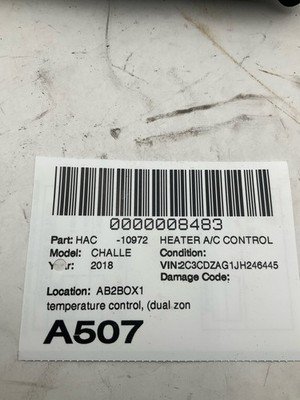 0000008483
Part: HAC -10972 HEATER A/C CONTROL
Model: CHALLE Condition:
Year: 2018 VIN:2C3CDZAG1JH246445
Damage Code:
Location: AB2BOX1
temperature control, (dual zon
A507